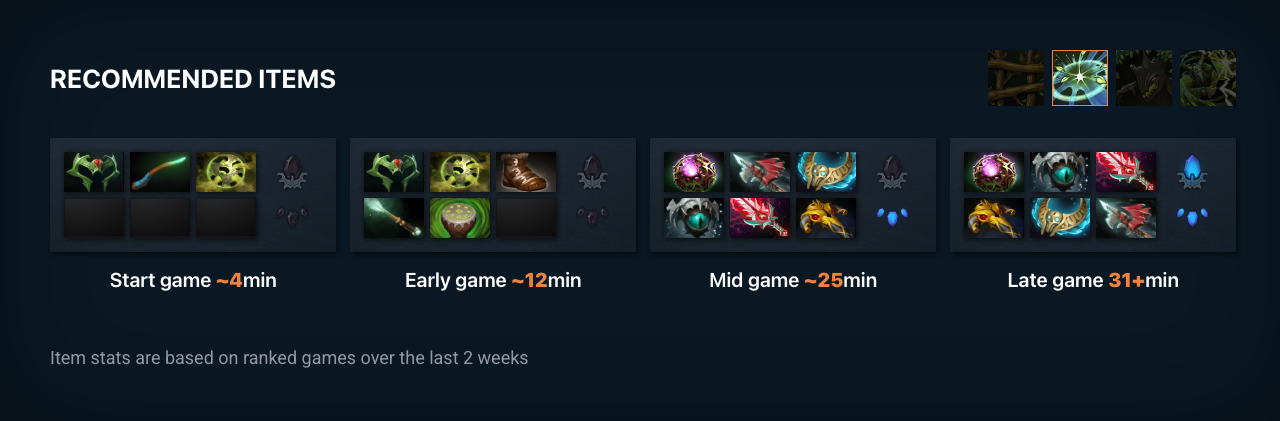 RECOMMENDED ITEMS
Start game ~4min
Early game ~12min
Mid game ~25min
Late game 31+min
Item stats are based on ranked games over the last 2 weeks